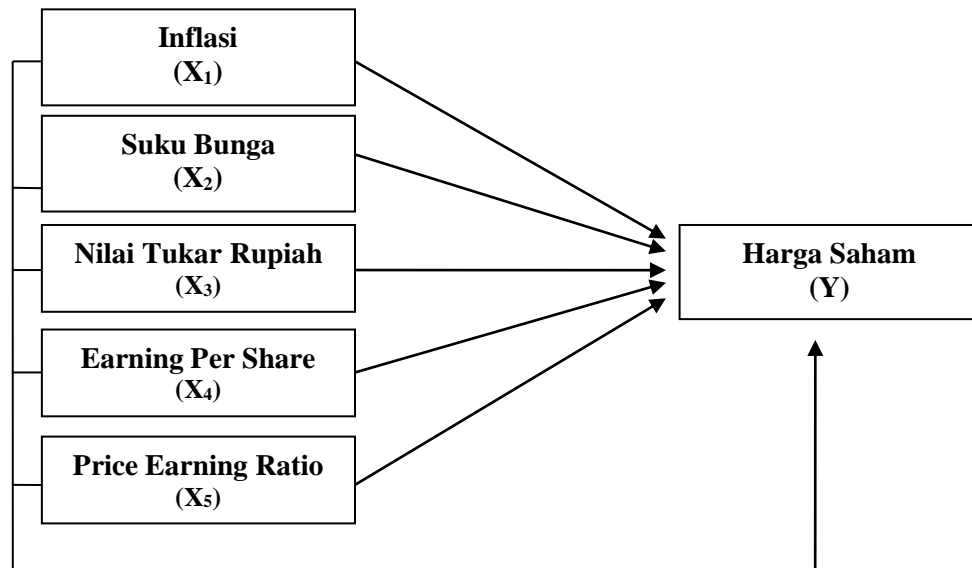 Inflasi
(X₁)
Suku Bunga
(X₂)
Nilai Tukar Rupiah
(X₃)
Earning Per Share
(X₄)
Price Earning Ratio
(X₅)
Harga Saham
(Y)